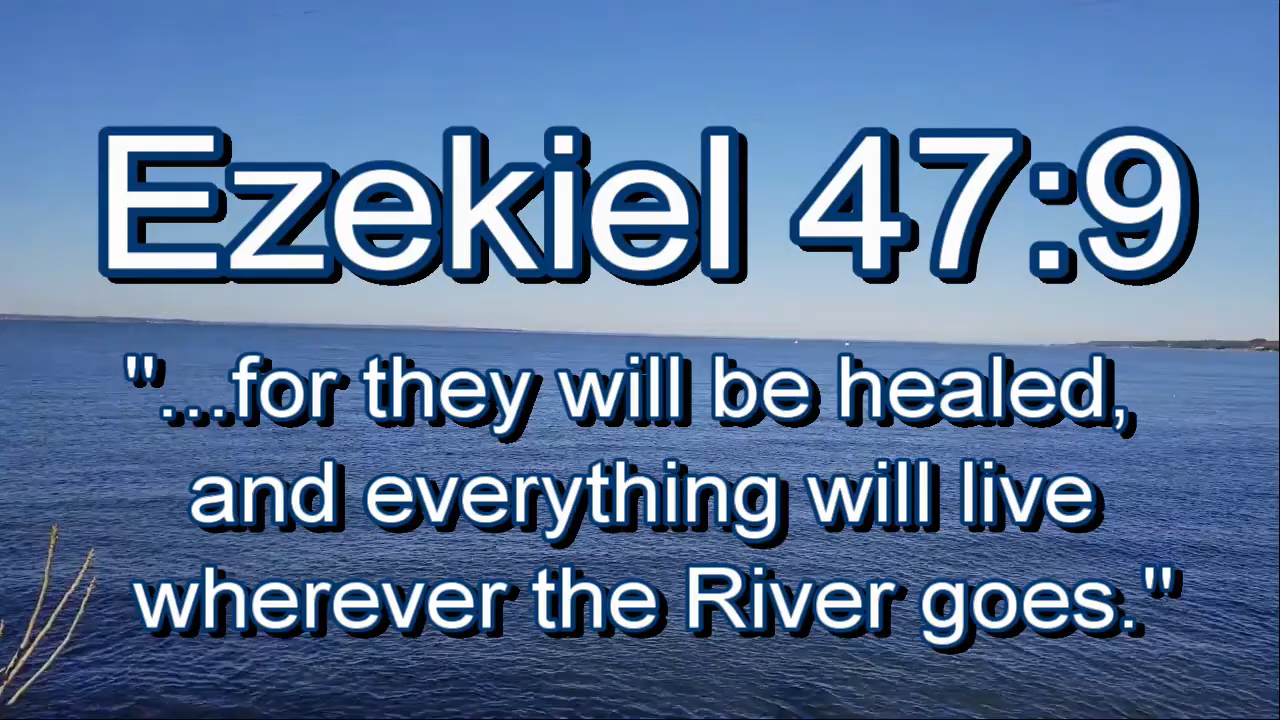 Ezekiel 47:9
"...for they will be healed,
and everything will live
wherever the River goes."